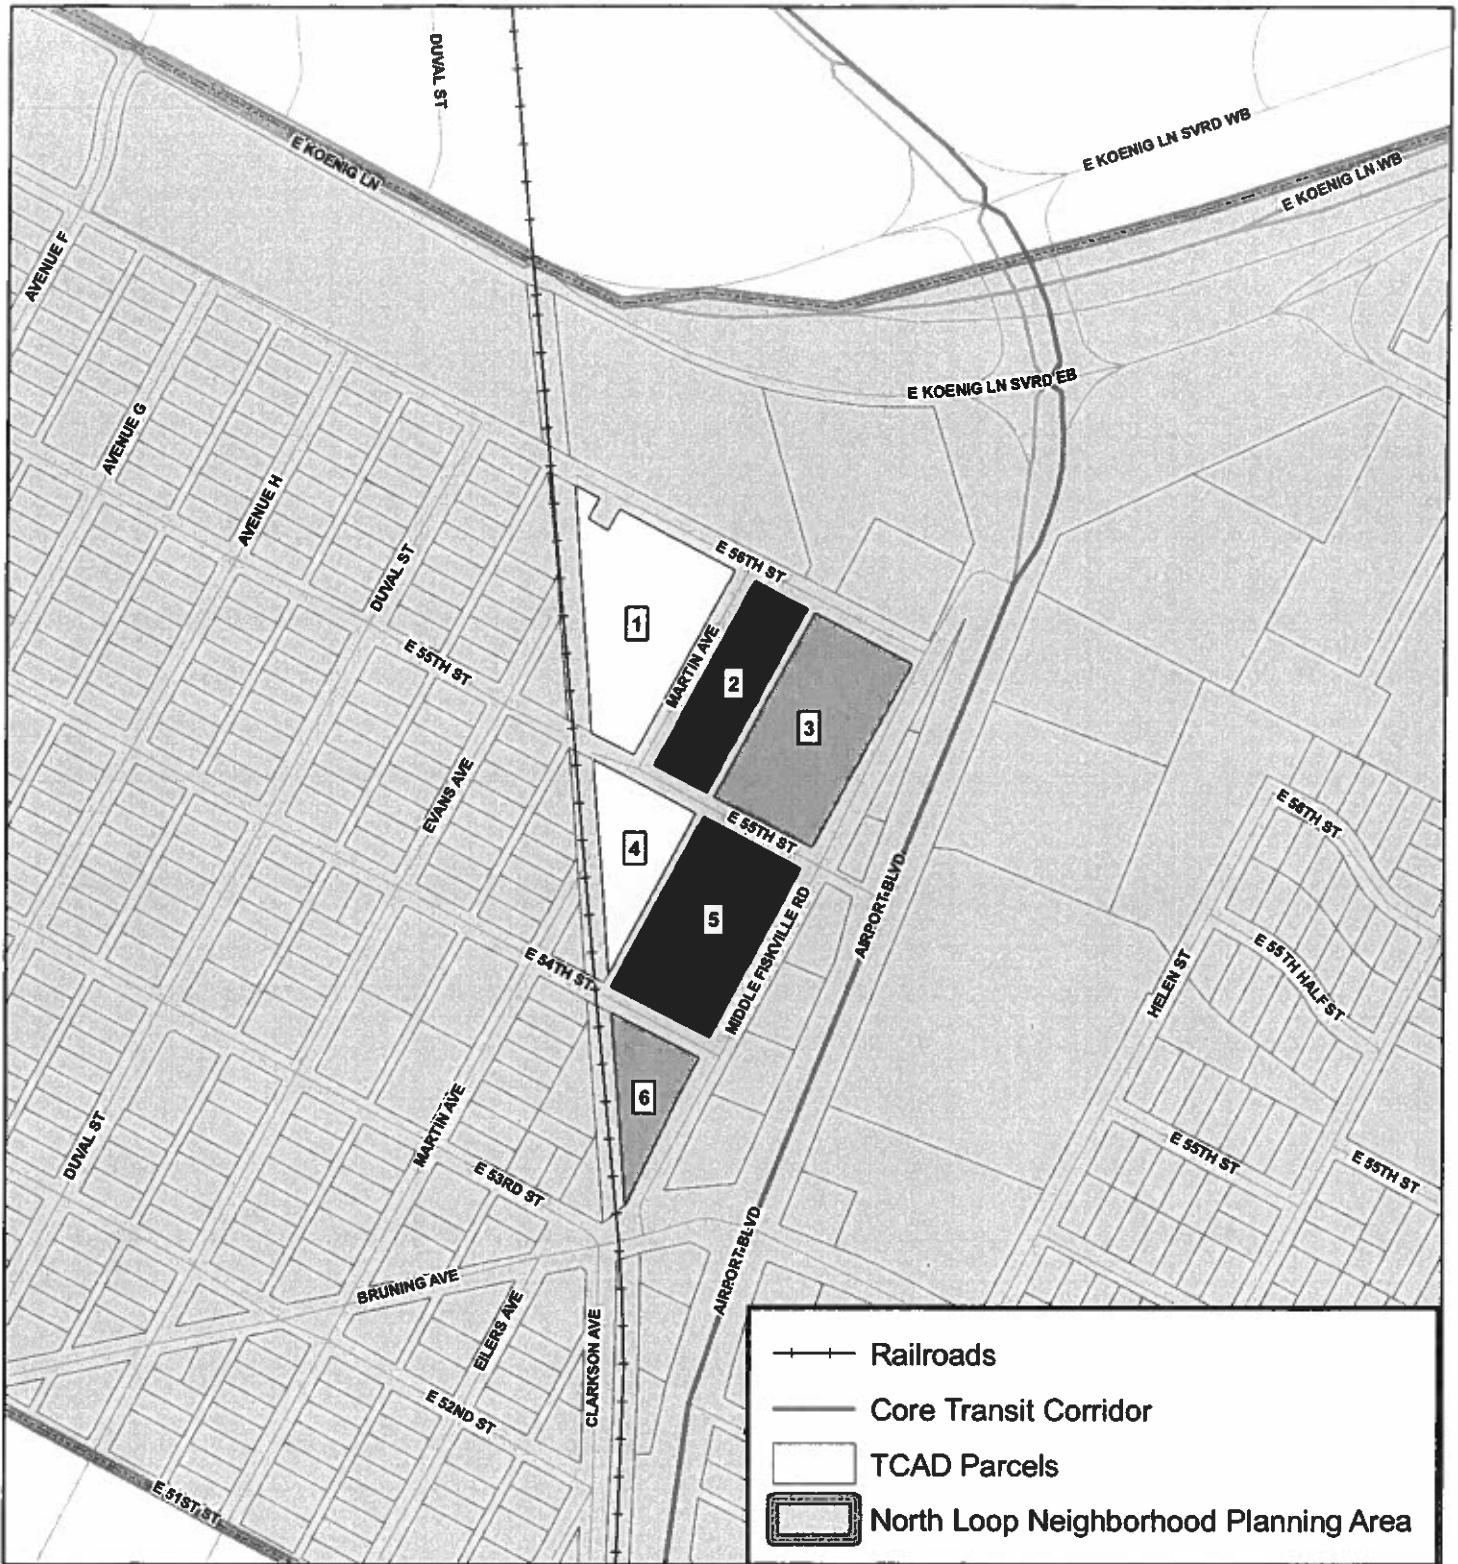 DUVAL ST
E KOENIG LN SVRD WB
E KOENIG LN
E KOENIG LN WB
AVENUE F
E KOENIG LN SVRD EB
AVENUE G
AVENUE H
DUVAL ST
E 56TH ST
1
MARTIN AVE
E 55TH ST
2
3
EVANS AVE
E 56TH ST
4
E 55TH ST
5
AIRPORT BLVD
MIDDLE FISKVILLE RD
E 54TH ST
HELEN ST
E 55TH HALF ST
6
DUVAL ST
MARTIN AVE
E 53RD ST
E 55TH ST
E 55TH ST
AIRPORT BLVD
BRUNING AVE
EILERS AVE
CLARKSON AVE
E 52ND ST
E 51ST ST
Railroads
Core Transit Corridor
TCAD Parcels
North Loop Neighborhood Planning Area